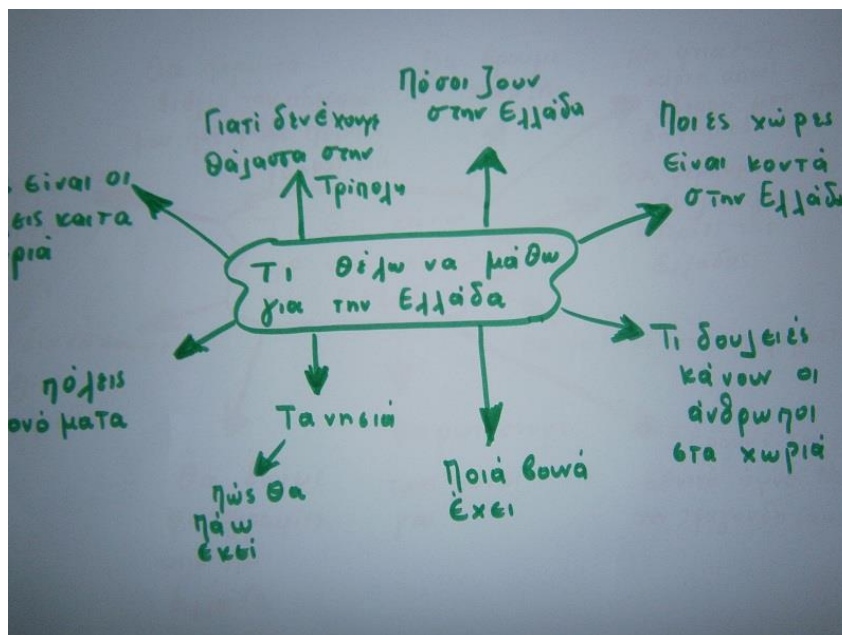 Γιατί δεν έχουμε
θάλασσα στην
Τρίπολη
Πόσοι ζουν
στην Ελλάδα
Ποιες χώρες
είναι κοντά
στην Ελλάδα
είναι οι
και τα
Τι θέλω να μάθω
για την Ελλάδα
πόλεις
ονόματα
Τα νησιά
πώς θα
πάω
εκεί
Ποιά βουνά
έχει
Τι δουλειές
κάνουν οι
άνθρωποι
στα χωριά